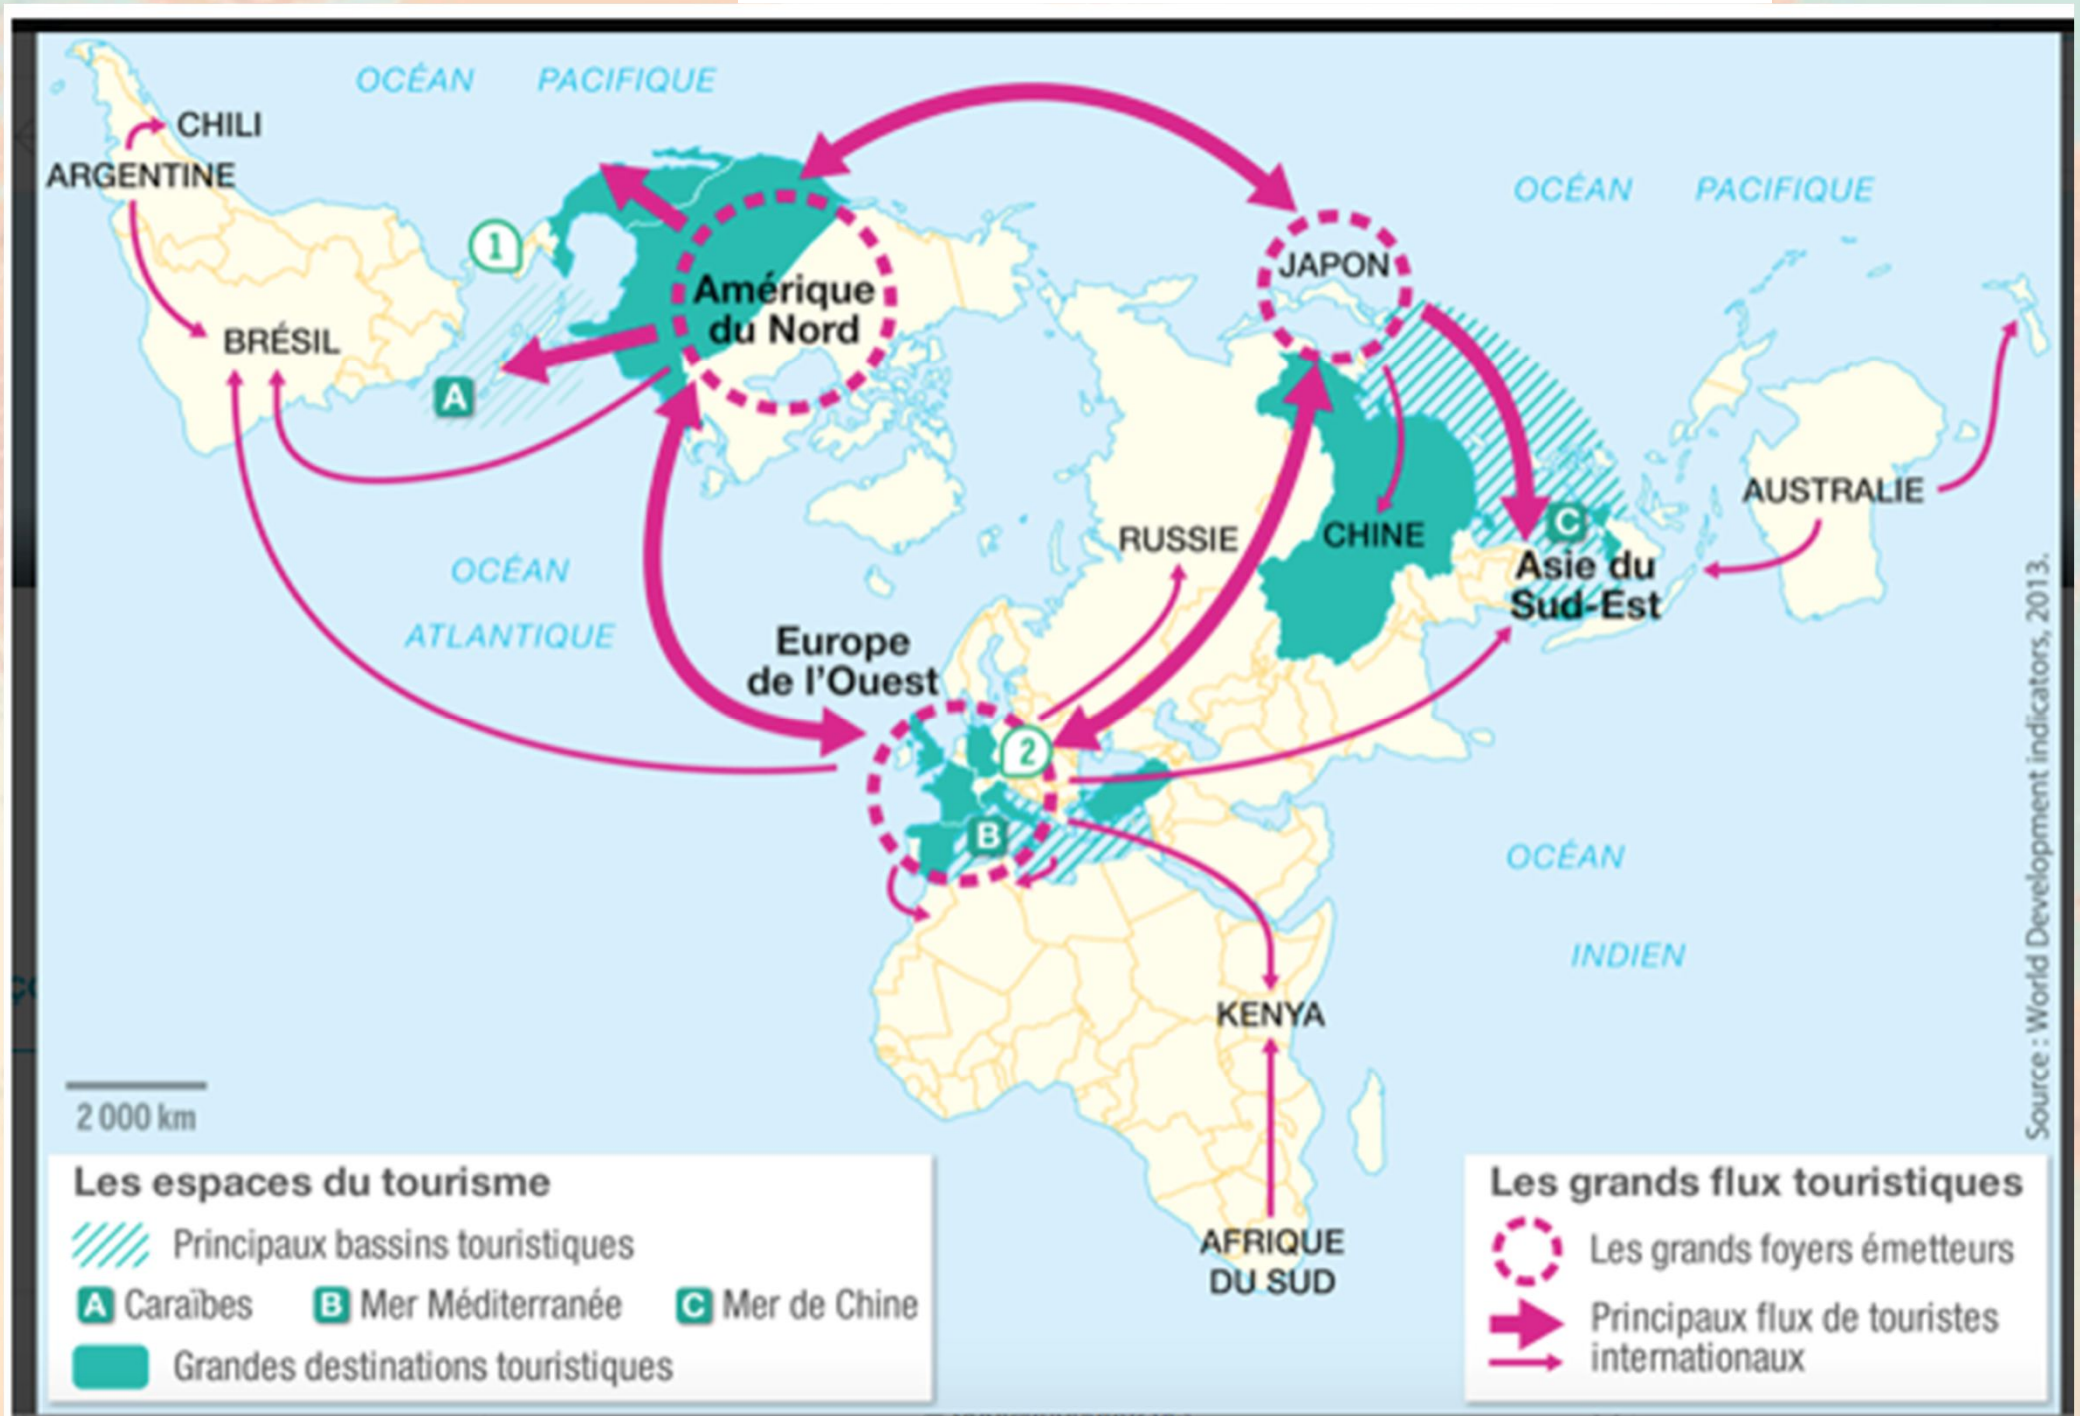 OCÉAN PACIFIQUE
CHILI
ARGENTINE
OCÉAN PACIFIQUE
1
JAPON
Amérique
du Nord
BRÉSIL
A
AUSTRALIE
C
RUSSIE
CHINE
Asie du
Sud-Est
OCÉAN
ATLANTIQUE
Europe
de l'Ouest
2
B
OCÉAN
INDIEN
KENYA
AFRIQUE
DU SUD
2 000 km
Source : World Development indicators, 2013.
Les espaces du tourisme
Principaux bassins touristiques
A Caraïbes B Mer Méditerranée C Mer de Chine
Grandes destinations touristiques
Les grands flux touristiques
Les grands foyers émetteurs
Principaux flux de touristes
internationaux